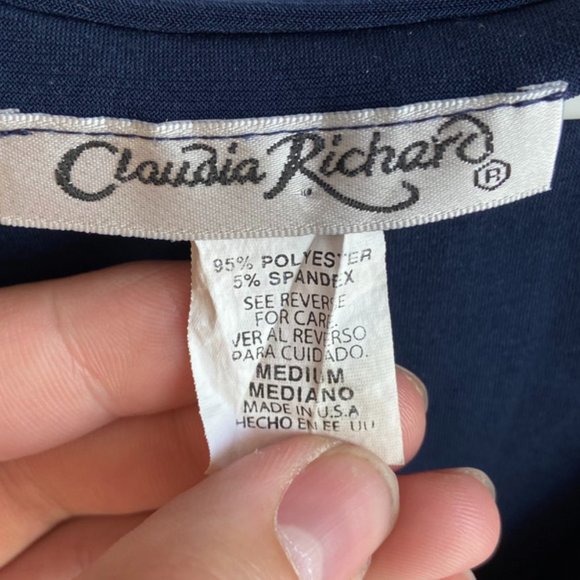 Claudia Richard ®
95% POLYESTER
5% SPANDEX
SEE REVERSE
FOR CARE
VER AL REVERSO
PARA CUIDADO.
MEDIUM
MEDIANO
MADE IN U.S.A
HECHO EN EE UU